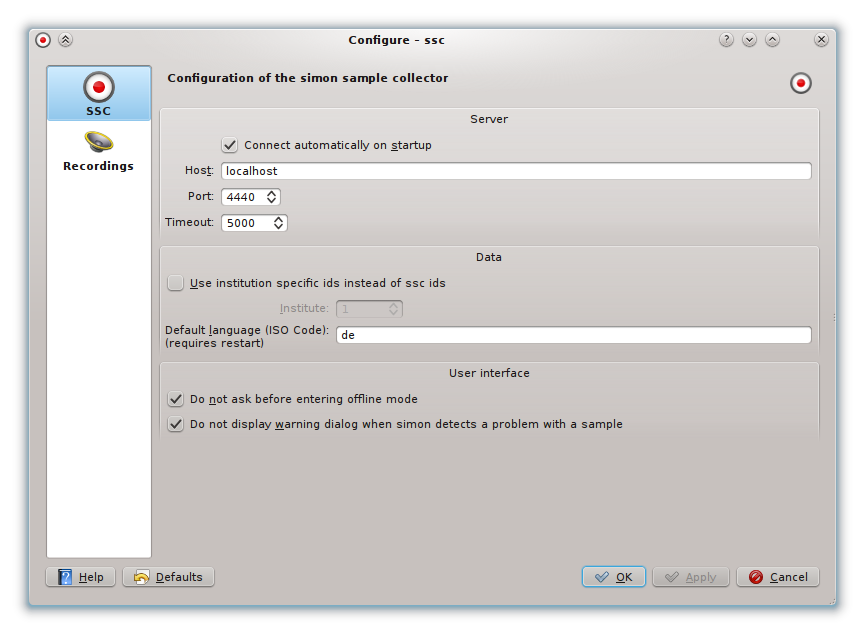 Configure – ssc
SSC
Recordings
Configuration of the simon sample collector
Server
Connect automatically on startup
Host: localhost
Port: 4440
Timeout: 5000
Data
Use institution specific ids instead of ssc ids
Institute: 1
Default language (ISO Code): de
(requires restart)
User interface
Do not ask before entering offline mode
Do not display warning dialog when simon detects a problem with a sample
Help Defaults OK Apply Cancel